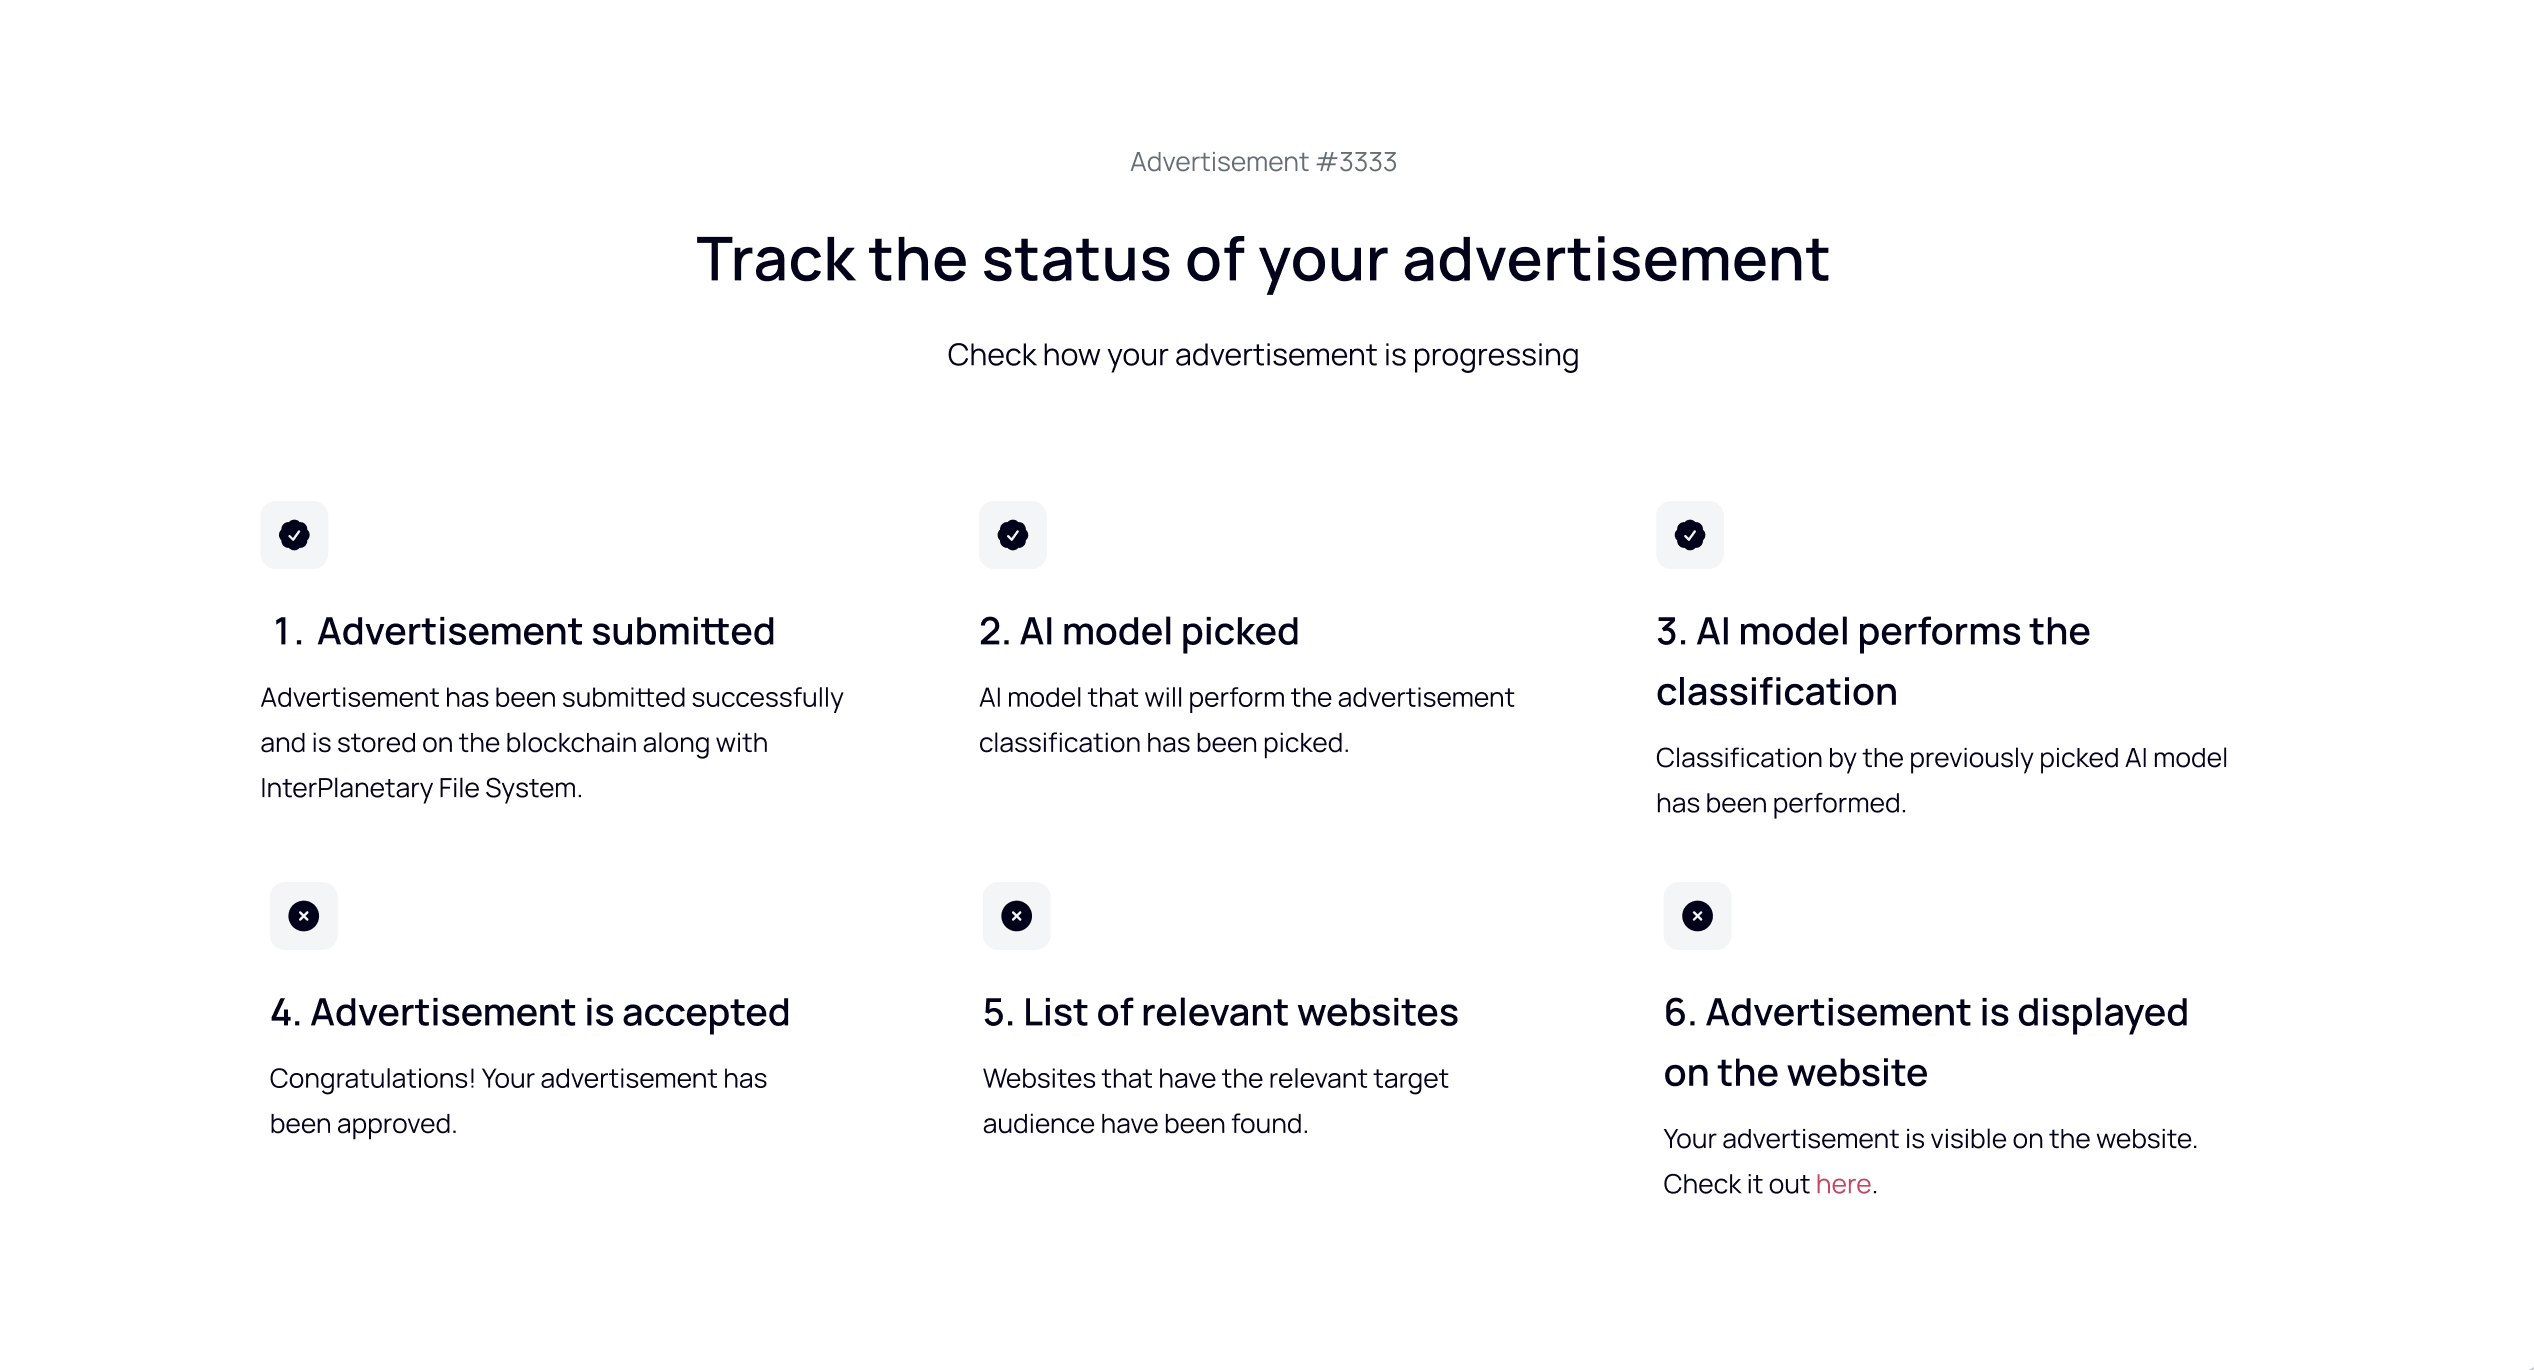 Advertisement #3333
Track the status of your advertisement
Check how your advertisement is progressing
1. Advertisement submitted
Advertisement has been submitted successfully
and is stored on the blockchain along with
InterPlanetary File System.
2. AI model picked
AI model that will perform the advertisement
classification has been picked.
3. AI model performs the
classification
Classification by the previously picked AI model
has been performed.
4. Advertisement is accepted
Congratulations! Your advertisement has
been approved.
5. List of relevant websites
Websites that have the relevant target
audience have been found.
6. Advertisement is displayed
on the website
Your advertisement is visible on the website.
Check it out here.